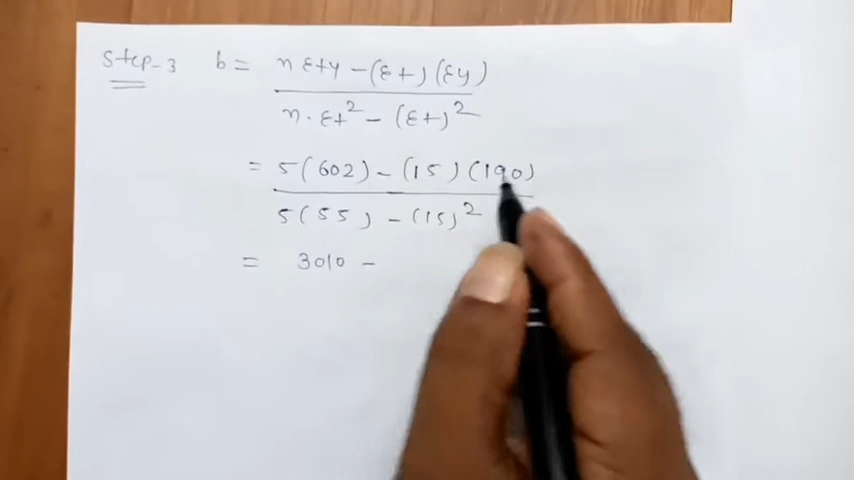 Step-3 b = nΣty - (Σt)(Σy)
n. Σt² - (Σt)²
= 5(602) - (15)(190)
5(55) - (15)²
= 3010 -